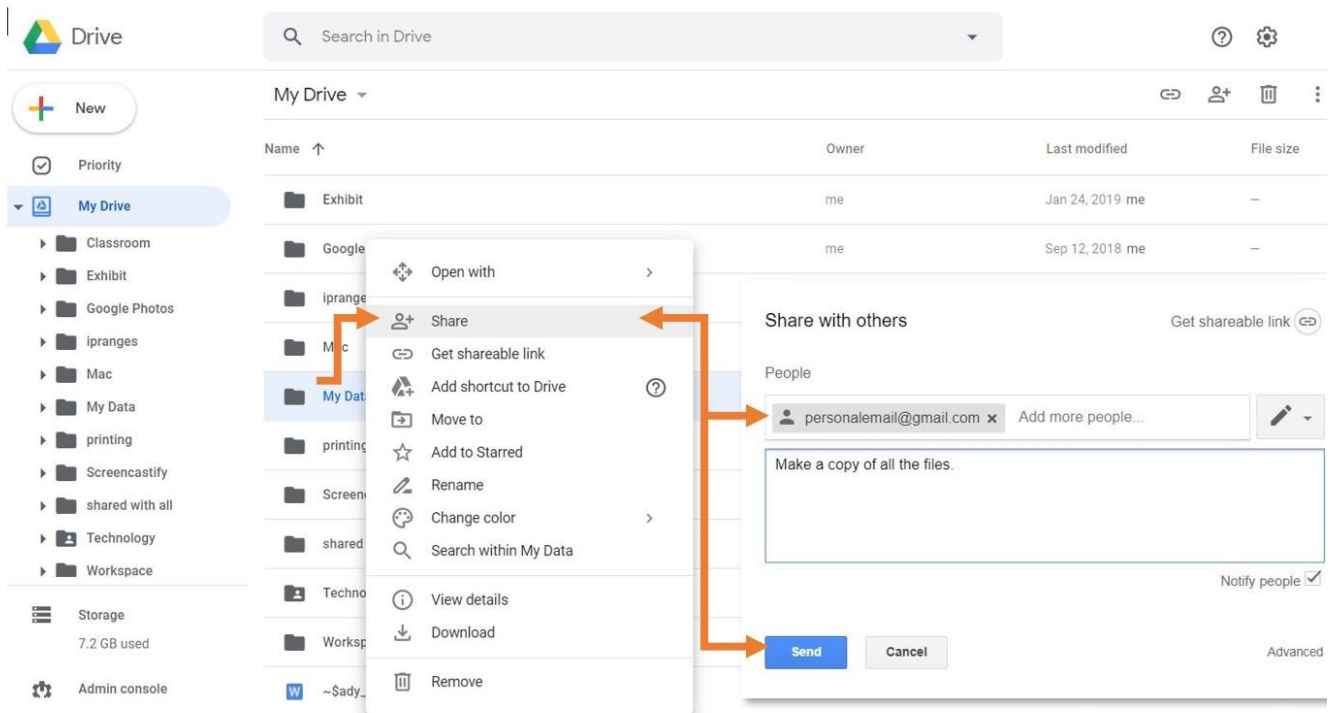 Drive
Search in Drive
New
My Drive
Name
Owner
Last modified
File size
Priority
My Drive
Classroom
Exhibit
Google Photos
ipranges
Mac
My Data
printing
Screencastify
shared with all
Technology
Workspace
Storage
7.2 GB used
Admin console
Exhibit
me
Jan 24, 2019 me
–
Google
me
Sep 12, 2018 me
–
iprange
My Dat
printing
Screen
shared
Techno
Worksp
W ~$ady_
Open with
Share
Get shareable link
Add shortcut to Drive
Move to
Add to Starred
Rename
Change color
Search within My Data
View details
Download
Remove
Share with others
Get shareable link
People
personalemail@gmail.com × Add more people...
Make a copy of all the files.
Notify people
Send
Cancel
Advanced